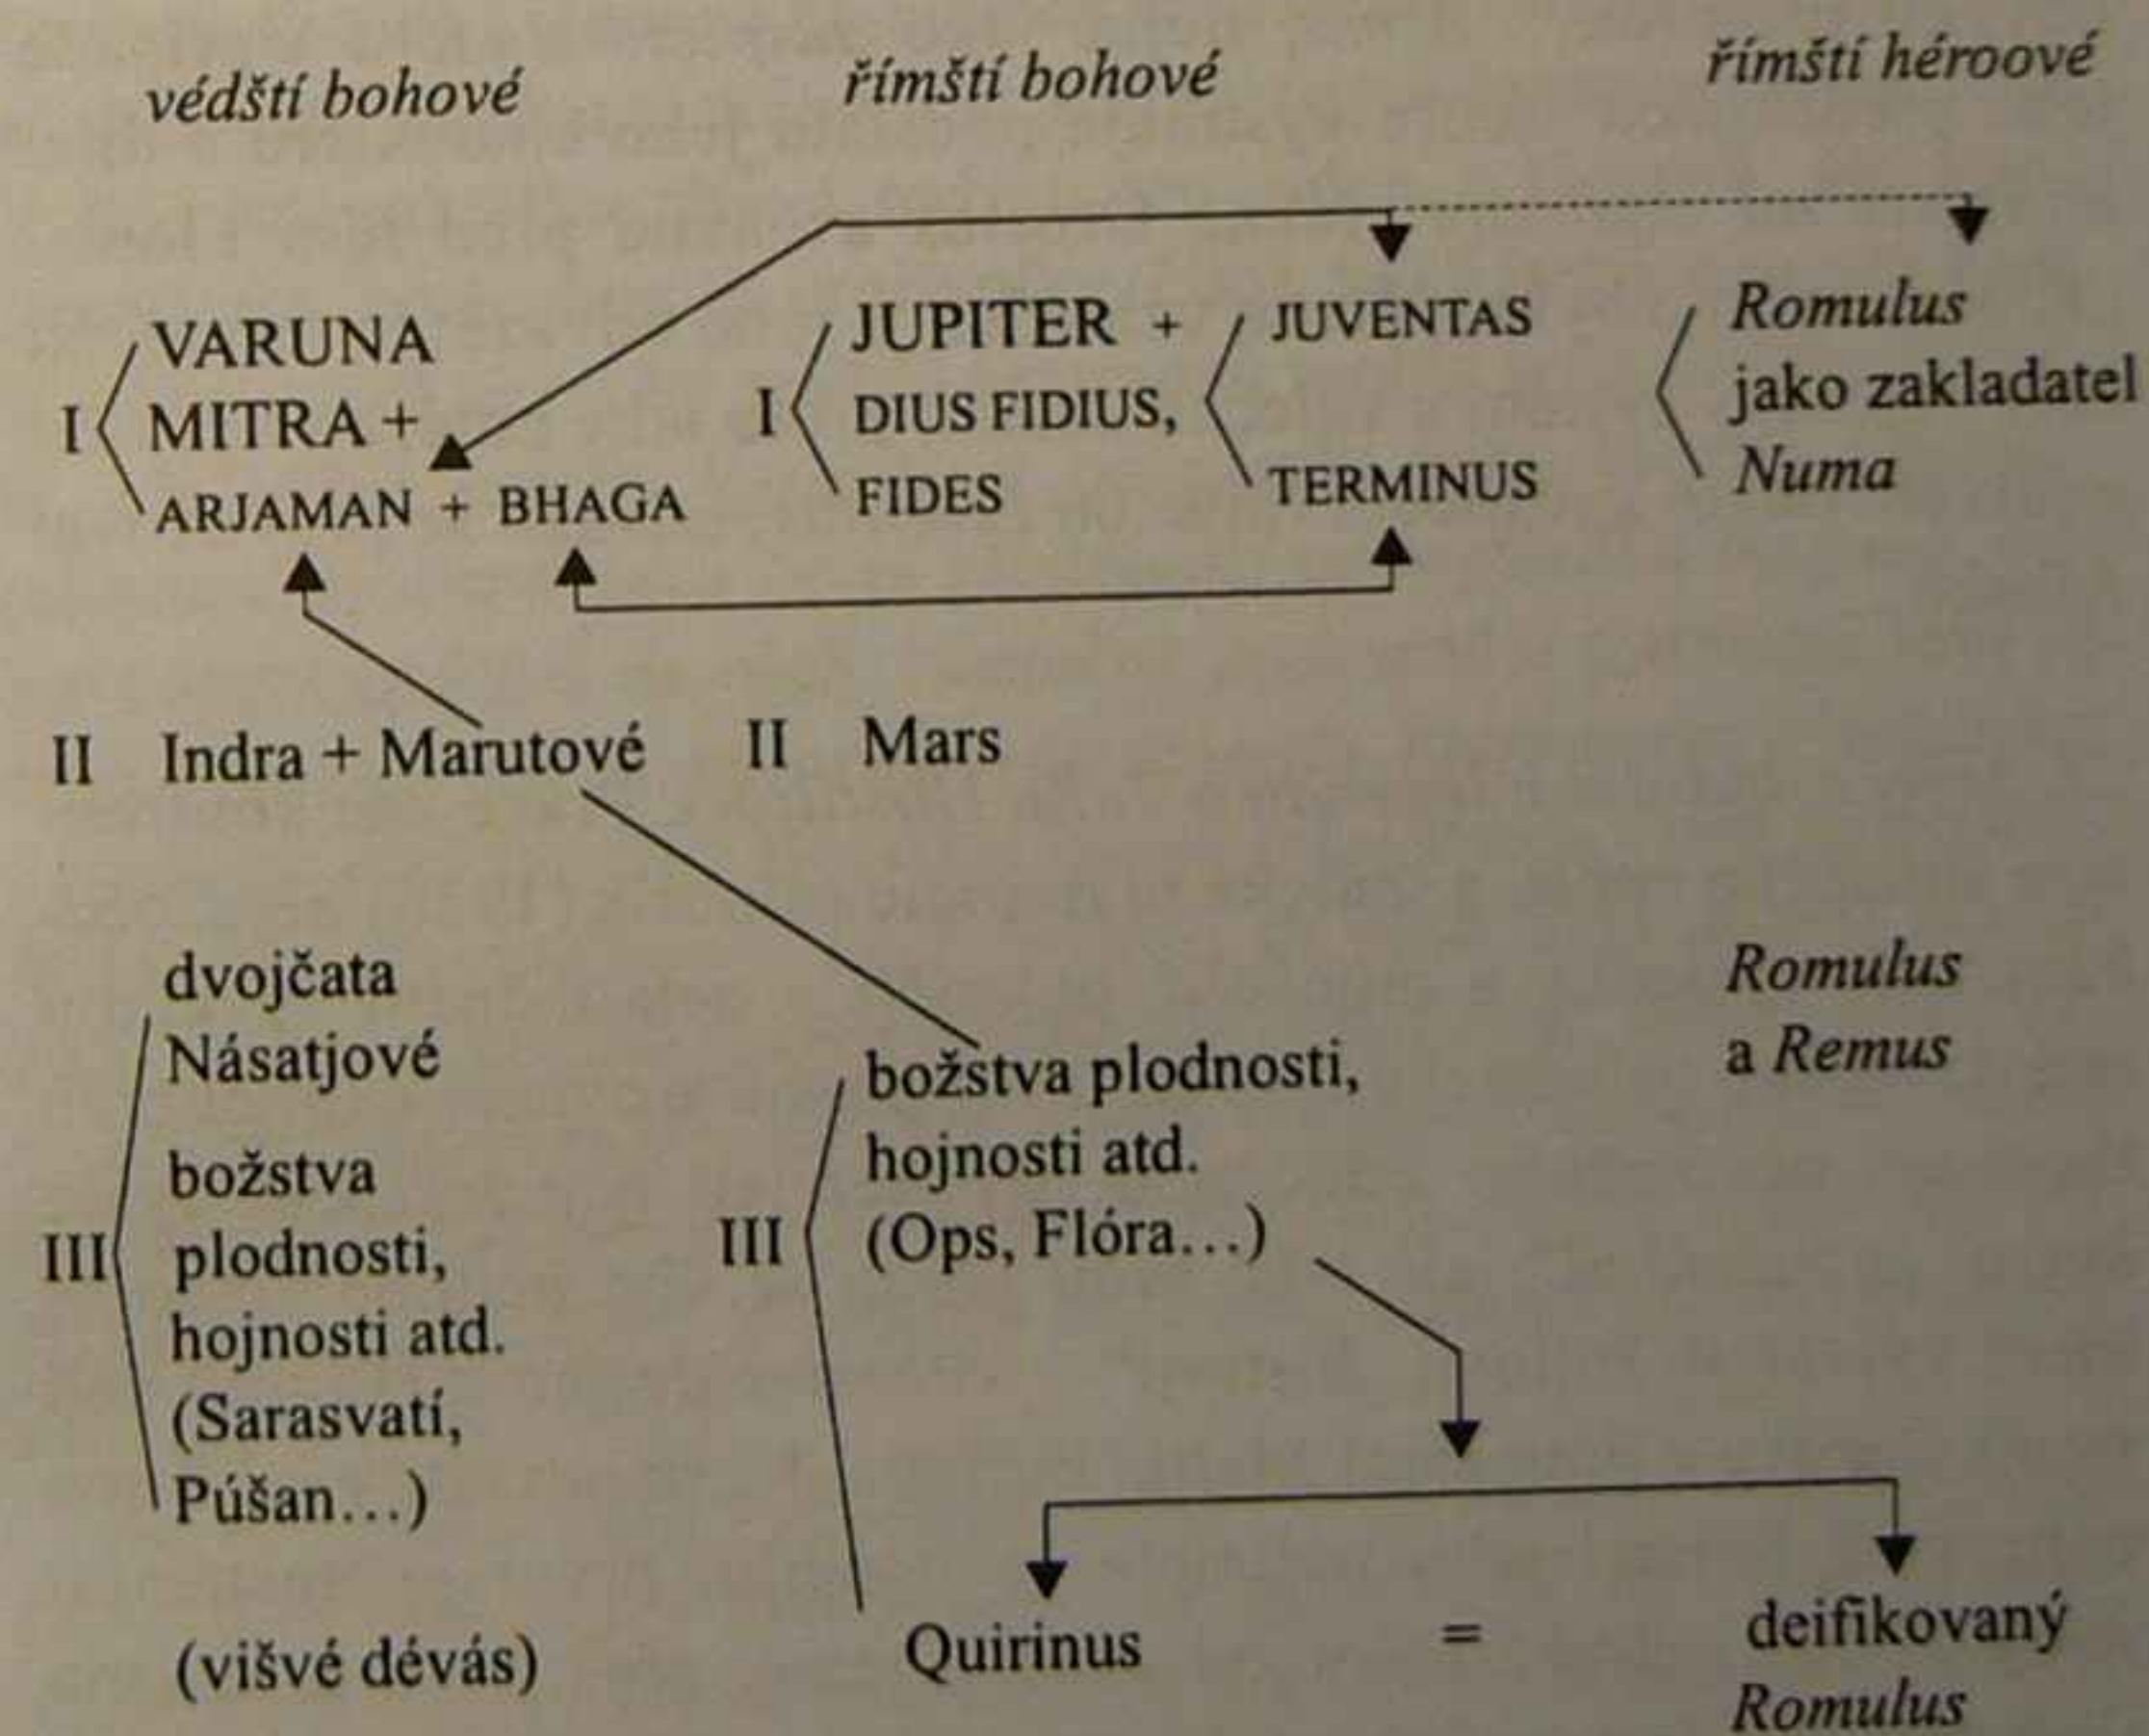 védští bohové
římští bohové
římští héroové
I
VARUNA
MITRA +
ARJAMAN + BHAGA
I
JUPITER +
DIUS FIDIUS,
FIDES
JUVENTAS
TERMINUS
Romulus
jako zakladatel
Numa
II Indra + Marutové
II Mars
III
dvojčata
Násatjové
božstva
plodnosti,
hojnosti atd.
(Sarasvatí,
Púšan...)
(višvé dévás)
III
božstva plodnosti,
hojnosti atd.
(Ops, Flóra...)
Quirinus
=
Romulus
a Remus
deifikovaný
Romulus